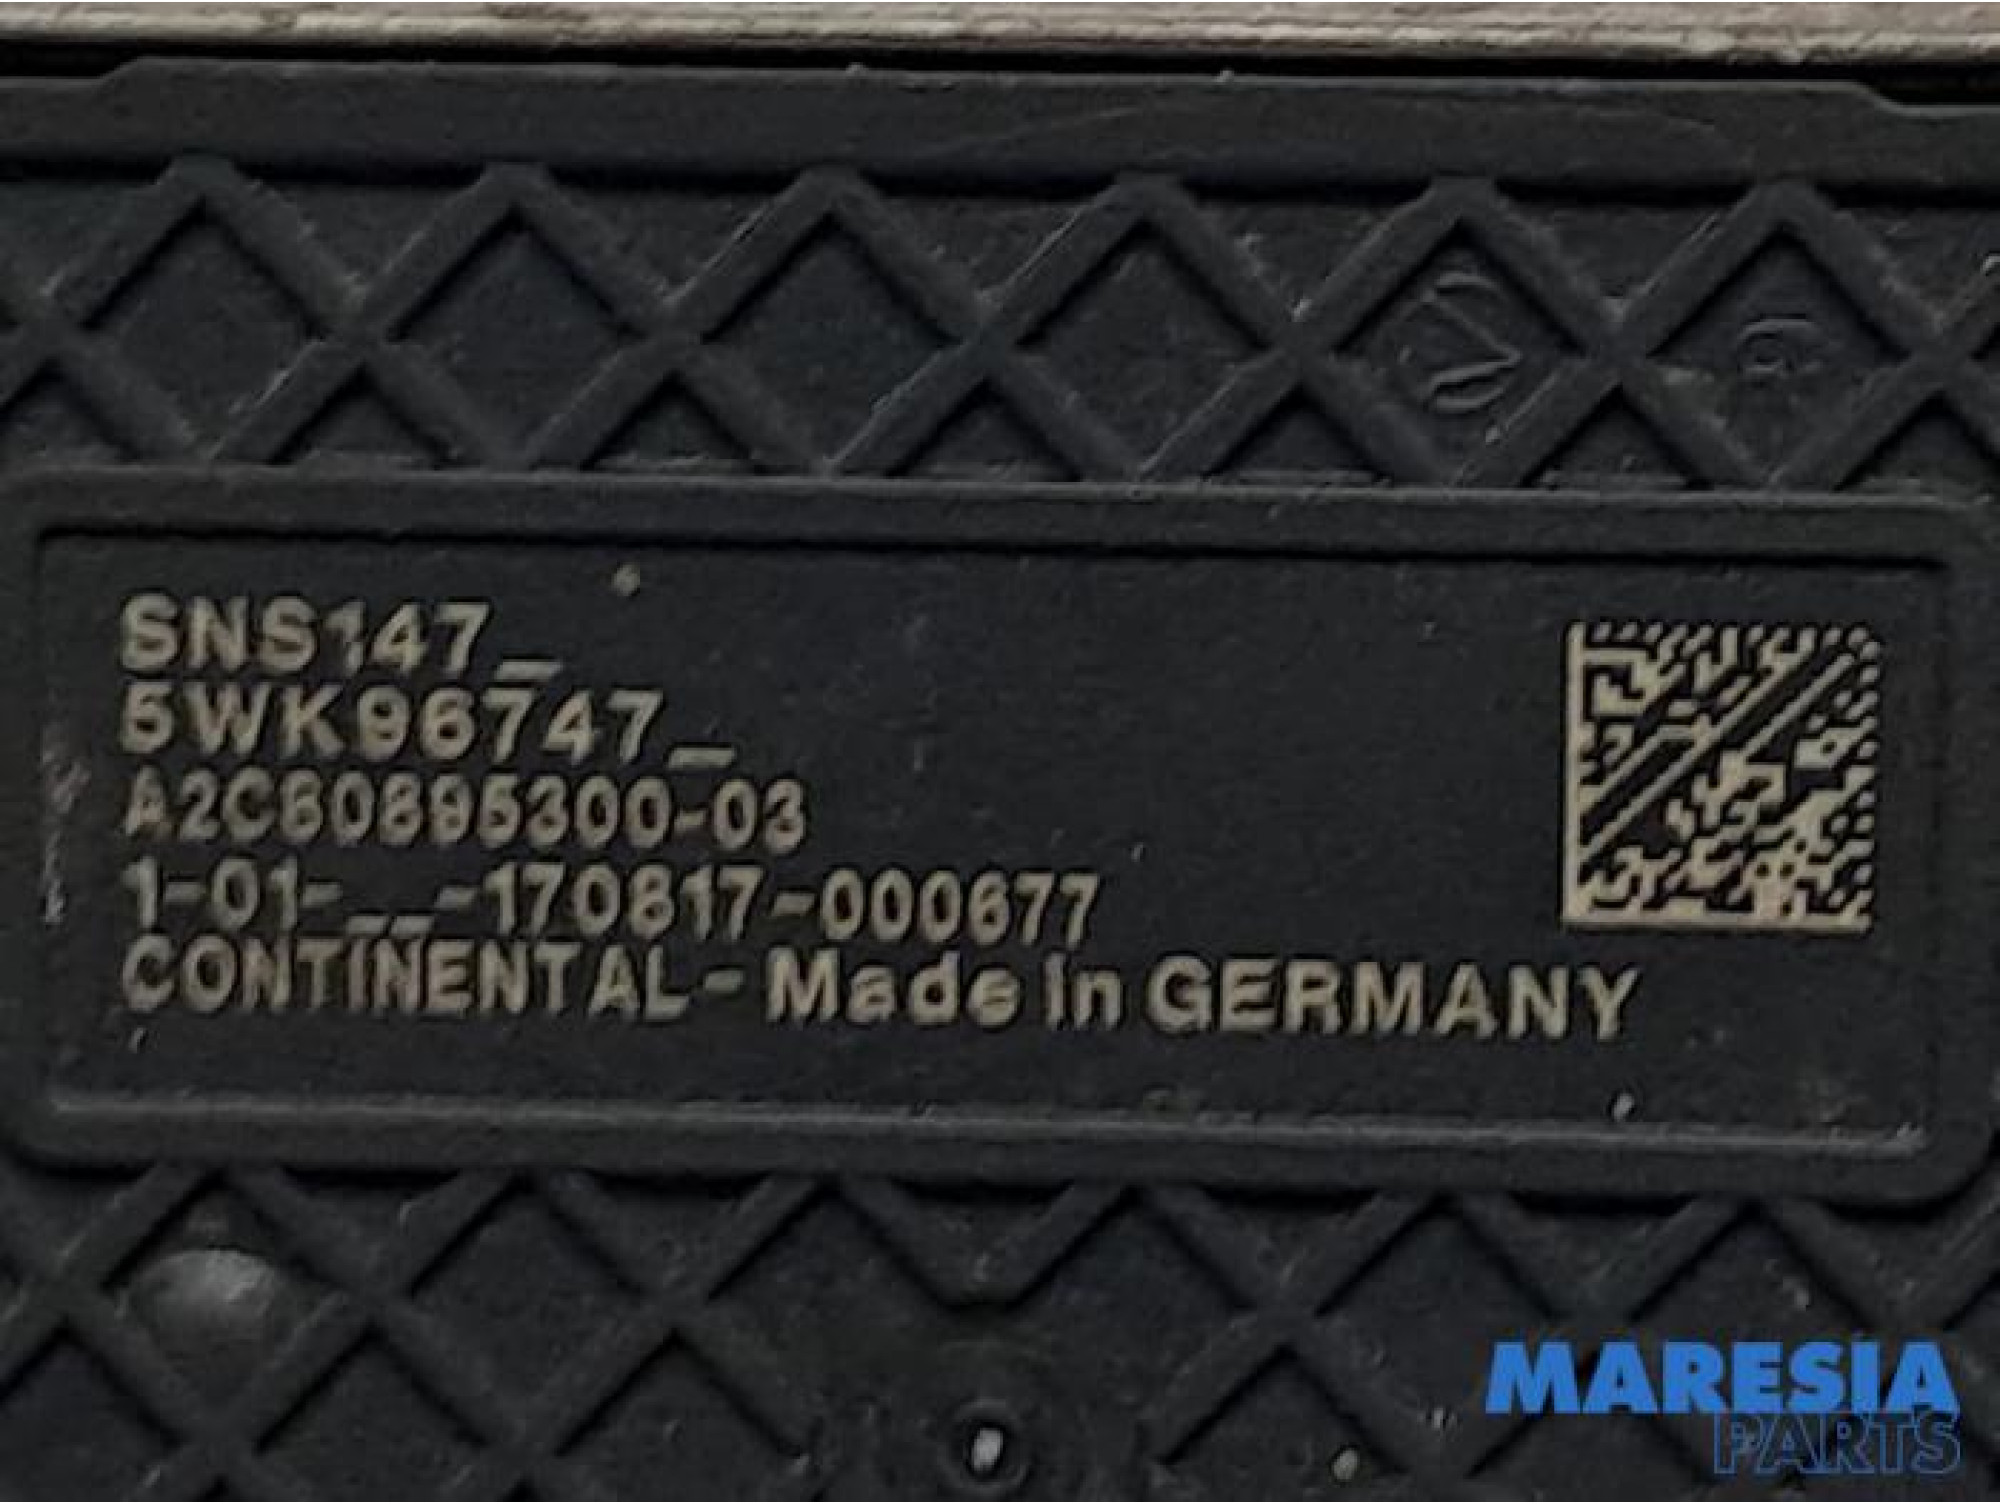 SNS147_
5WK96747_
A2C80895300-03
1-01-__-170817-000677
CONTINENTAL - Made in GERMANY
MARESIA
PARTS